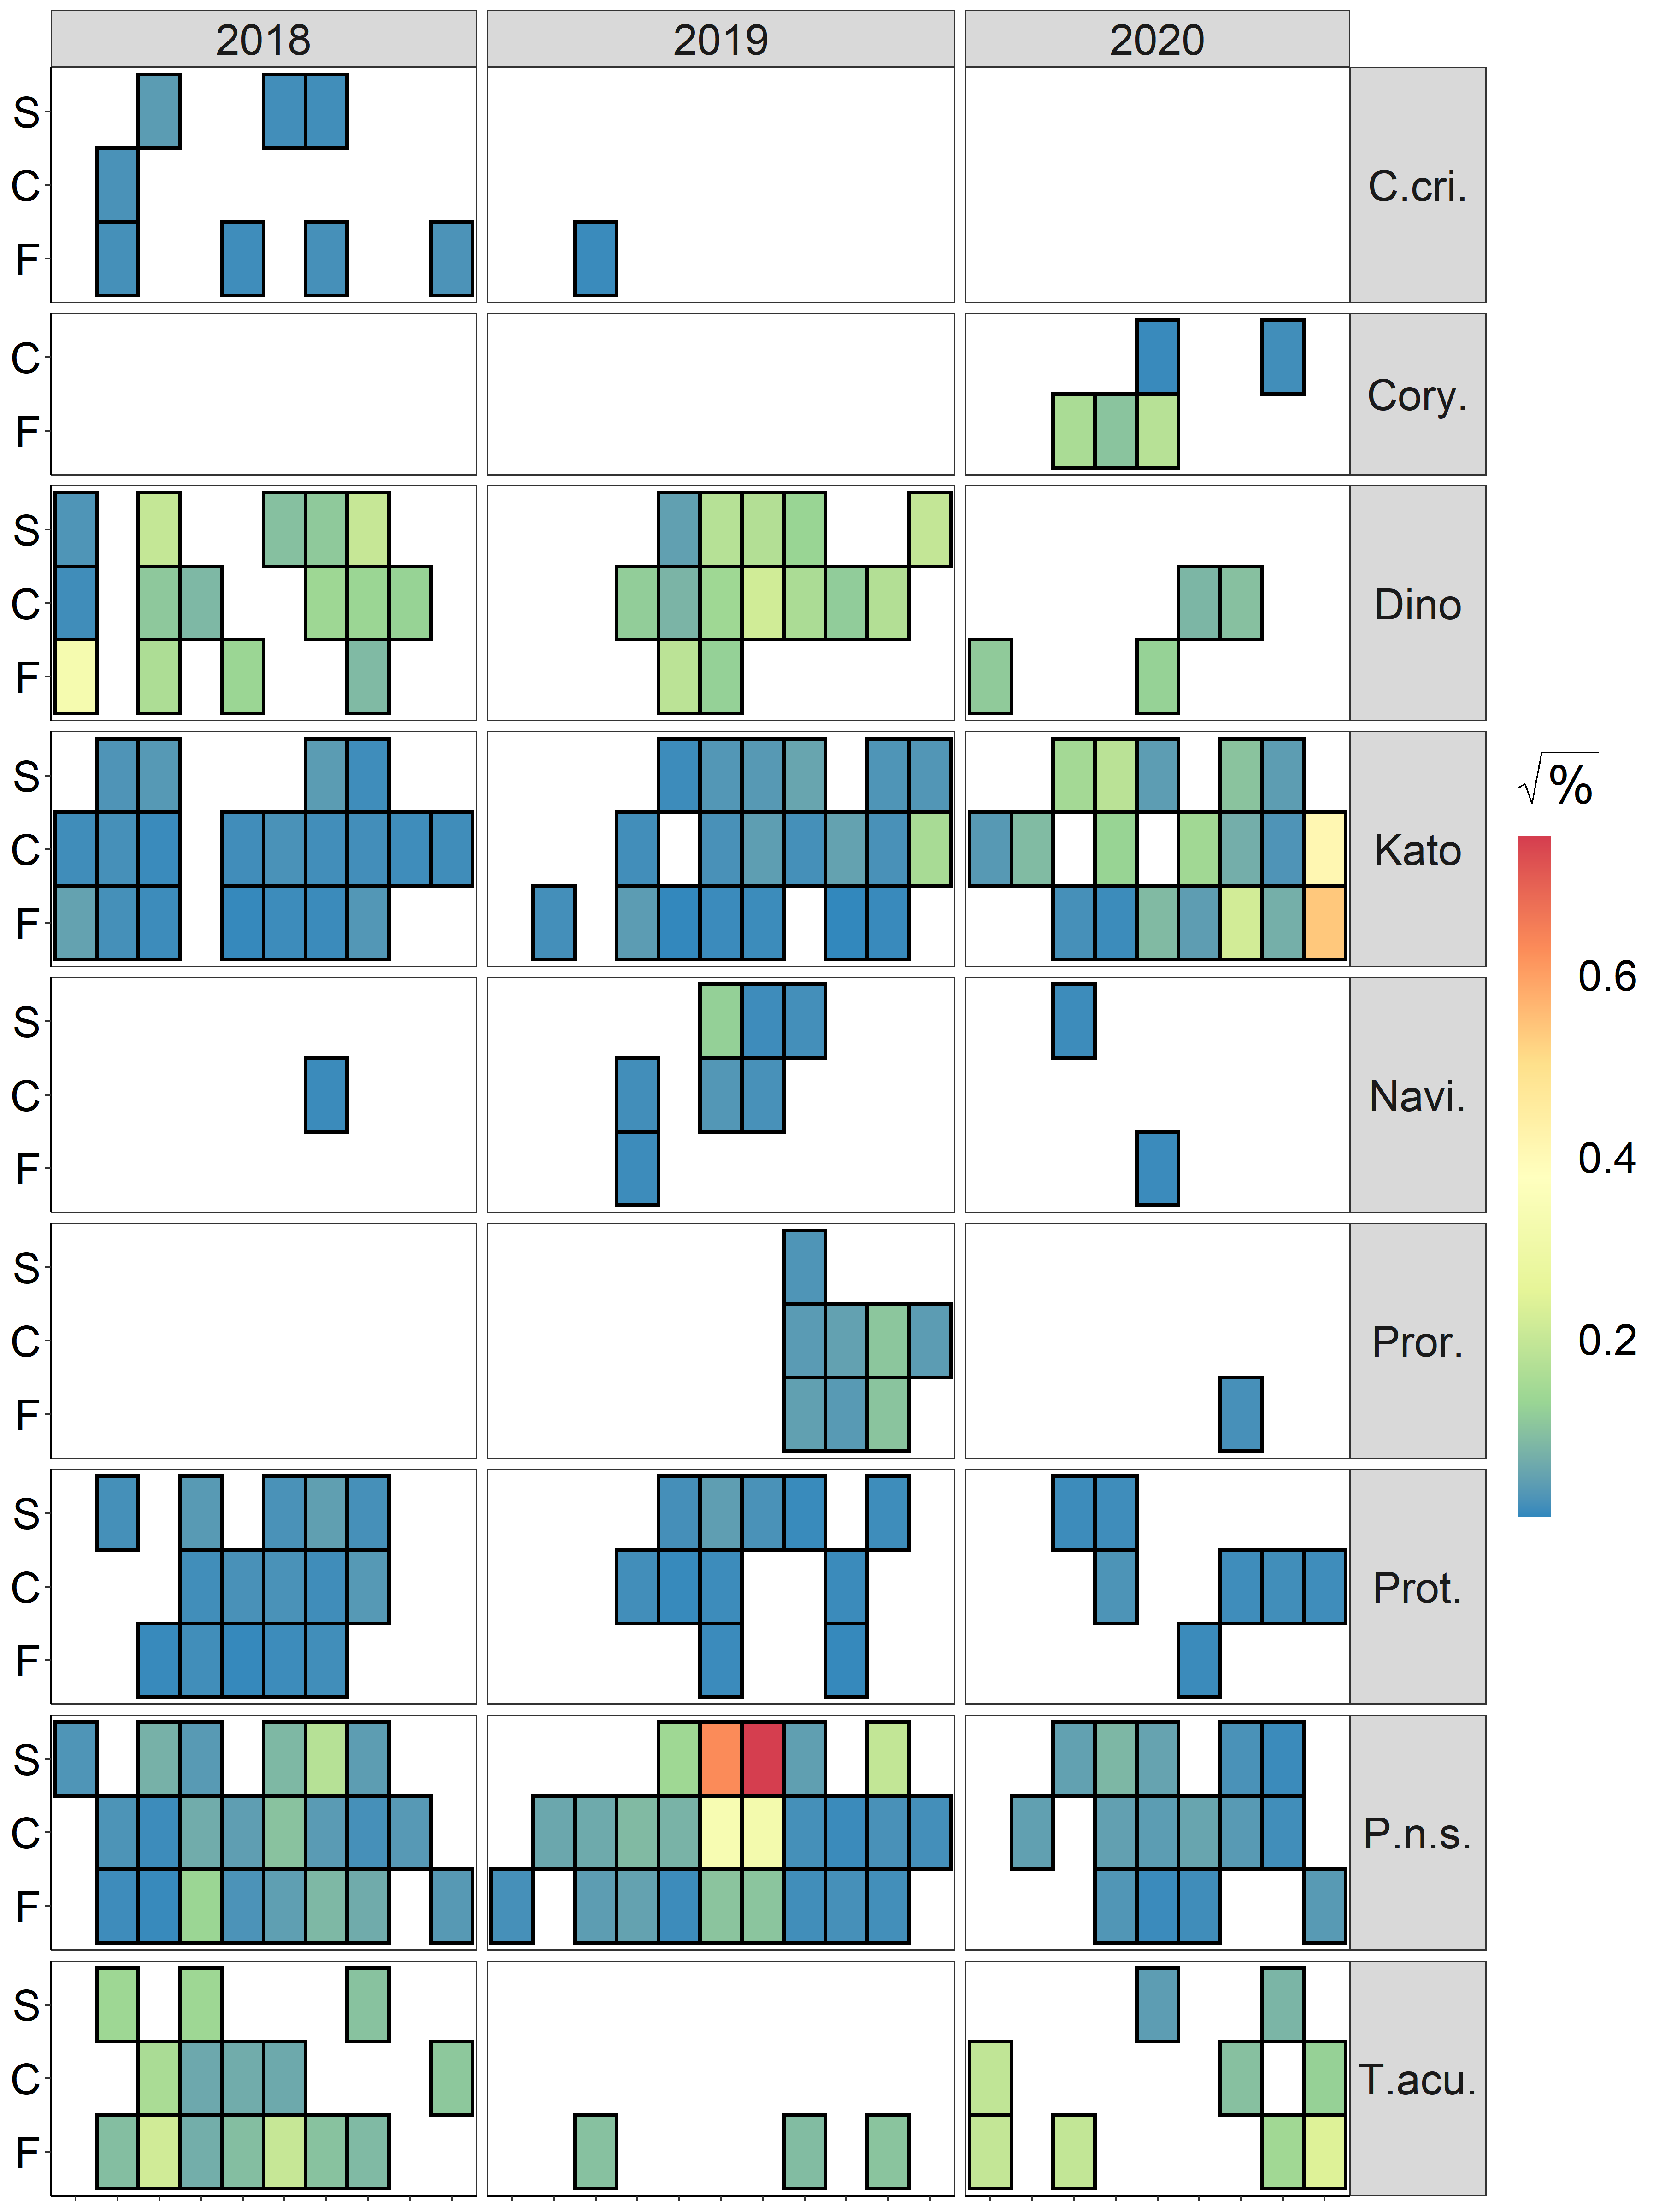 2018 2019 2020
S
C
F
C.cri.
C
F
Cory.
S
C
F
Dino
S
C
F
Kato
S
C
F
Navi.
S
C
F
Pror.
S
C
F
Prot.
S
C
F
P.n.s.
S
C
F
T.acu.
√%
0.6
0.4
0.2